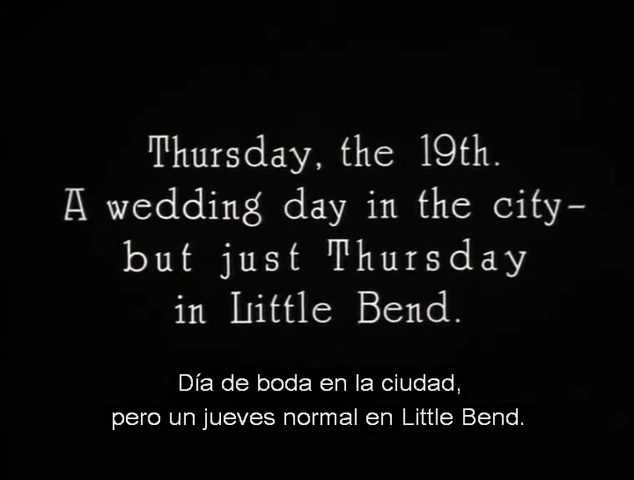 Thursday, the 19th.
A wedding day in the city-
but just Thursday
in Little Bend.
Día de boda en la ciudad,
pero un jueves normal en Little Bend.